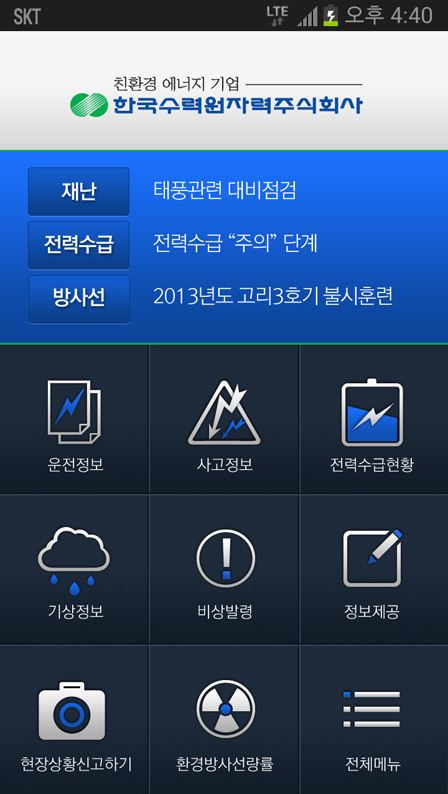 SKT LTE 오후 4:40
친환경 에너지 기업
한국수력원자력주식회사
재난 태풍관련 대비점검
전력수급 전력수급 “주의” 단계
방사선 2013년도 고리3호기 불시훈련
운전정보 사고정보 전력수급현황
기상정보 비상발령 정보제공
현장상황신고하기 환경방사선량률 전체메뉴